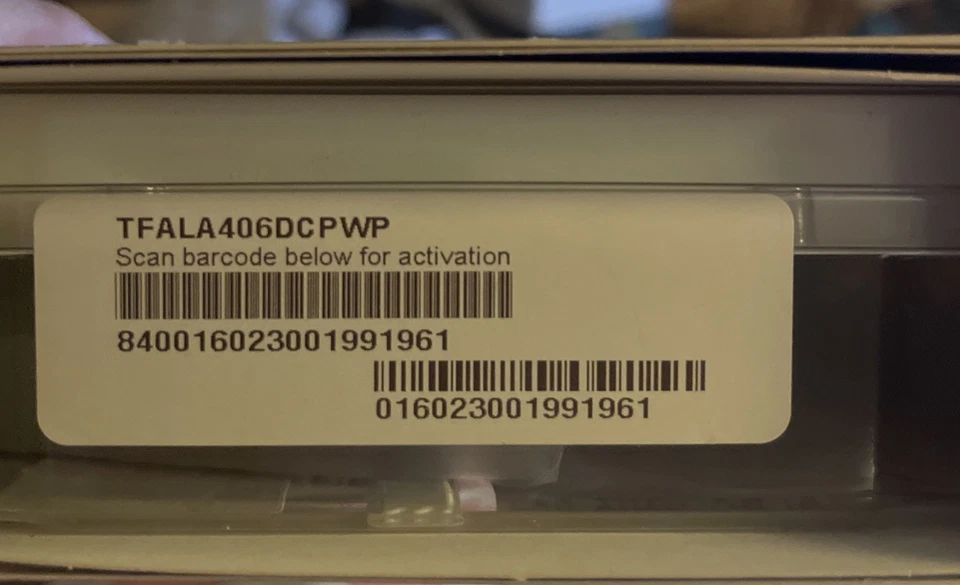 TFALA406DCPWP
Scan barcode below for activation
840016023001991961
016023001991961